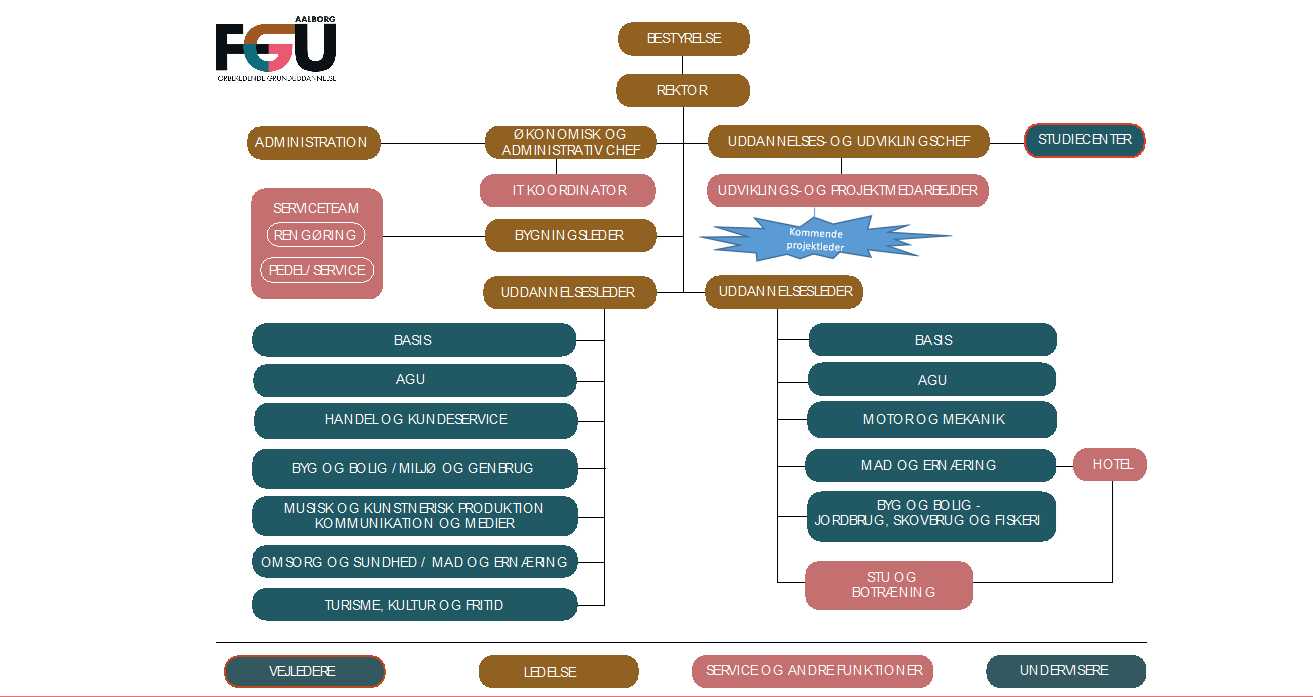 AALBORG
FGU
FORBEREDENDE GRUNDUDDANNELSE
BESTYRELSE
REKTOR
ADMINISTRATION
ØKONOMISK OG
ADMINISTRATIV CHEF
UDDANNELSES- OG UDVIKLINGSCHEF
STUDIECENTER
IT KOORDINATOR
UDVIKLINGS- OG PROJEKTMEDARBEJDER
SERVICETEAM
RENGØRING
PEDEL/ SERVICE
BYGNINGSLEDER
Kommende
projektleder
UDDANNELSESLEDER
UDDANNELSESLEDER
BASIS
AGU
HANDEL OG KUNDESERVICE
BYG OG BOLIG / MILJØ OG GENBRUG
MUSISK OG KUNSTNERISK PRODUKTION
KOMMUNIKATION OG MEDIER
OMSORG OG SUNDHED / MAD OG ERNÆRING
TURISME, KULTUR OG FRITID
BASIS
AGU
MOTOR OG MEKANIK
MAD OG ERNÆRING
HOTEL
BYG OG BOLIG -
JORDBRUG, SKOVBRUG OG FISKERI
STU OG
BOTRÆNING
VEJLEDERE
LEDELSE
SERVICE OG ANDRE FUNKTIONER
UNDERVISERE